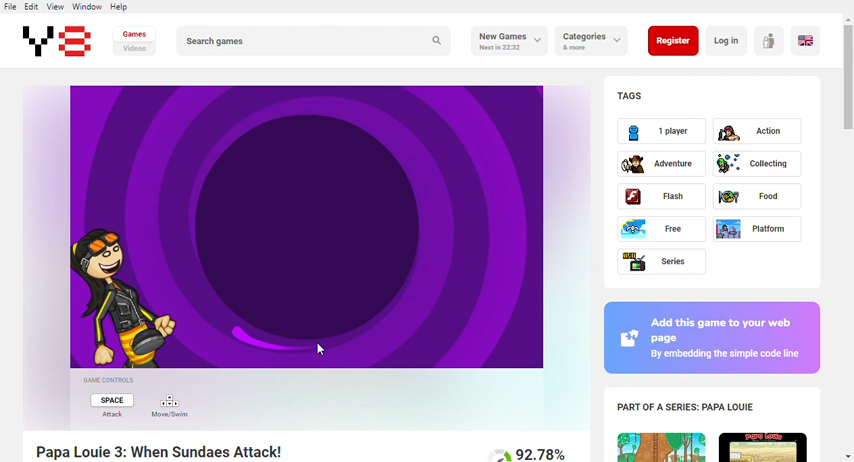 File Edit View Window Help
Y8
Games
Videos
Search games
New Games
Next in 22:32
Categories
& more
Register
Log in
TAGS
1 player
Action
Adventure
Collecting
Flash
Food
Free
Platform
Series
Add this game to your web
page
By embedding the simple code line
GAME CONTROLS
SPACE
Attack
Move/Swim
PART OF A SERIES: PAPA LOUIE
Papa Louie 3: When Sundaes Attack!
92.78%